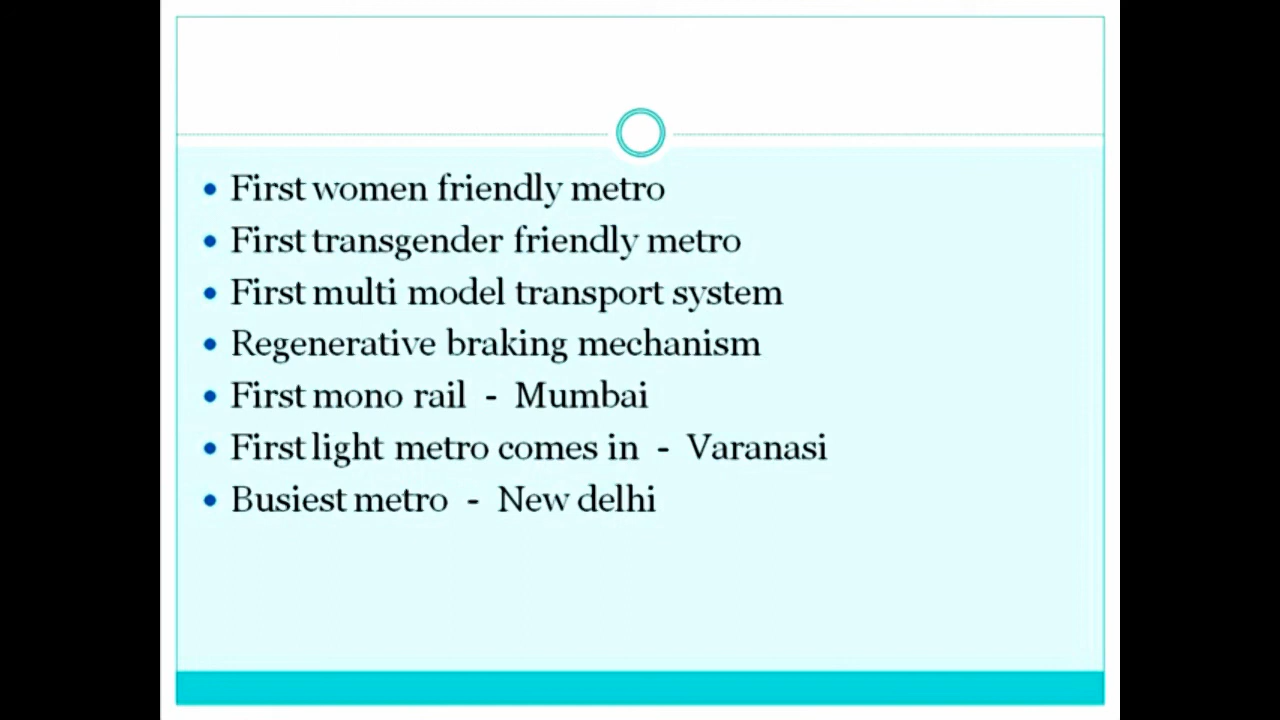 First women friendly metro
First transgender friendly metro
First multi model transport system
Regenerative braking mechanism
First mono rail - Mumbai
First light metro comes in - Varanasi
Busiest metro - New delhi